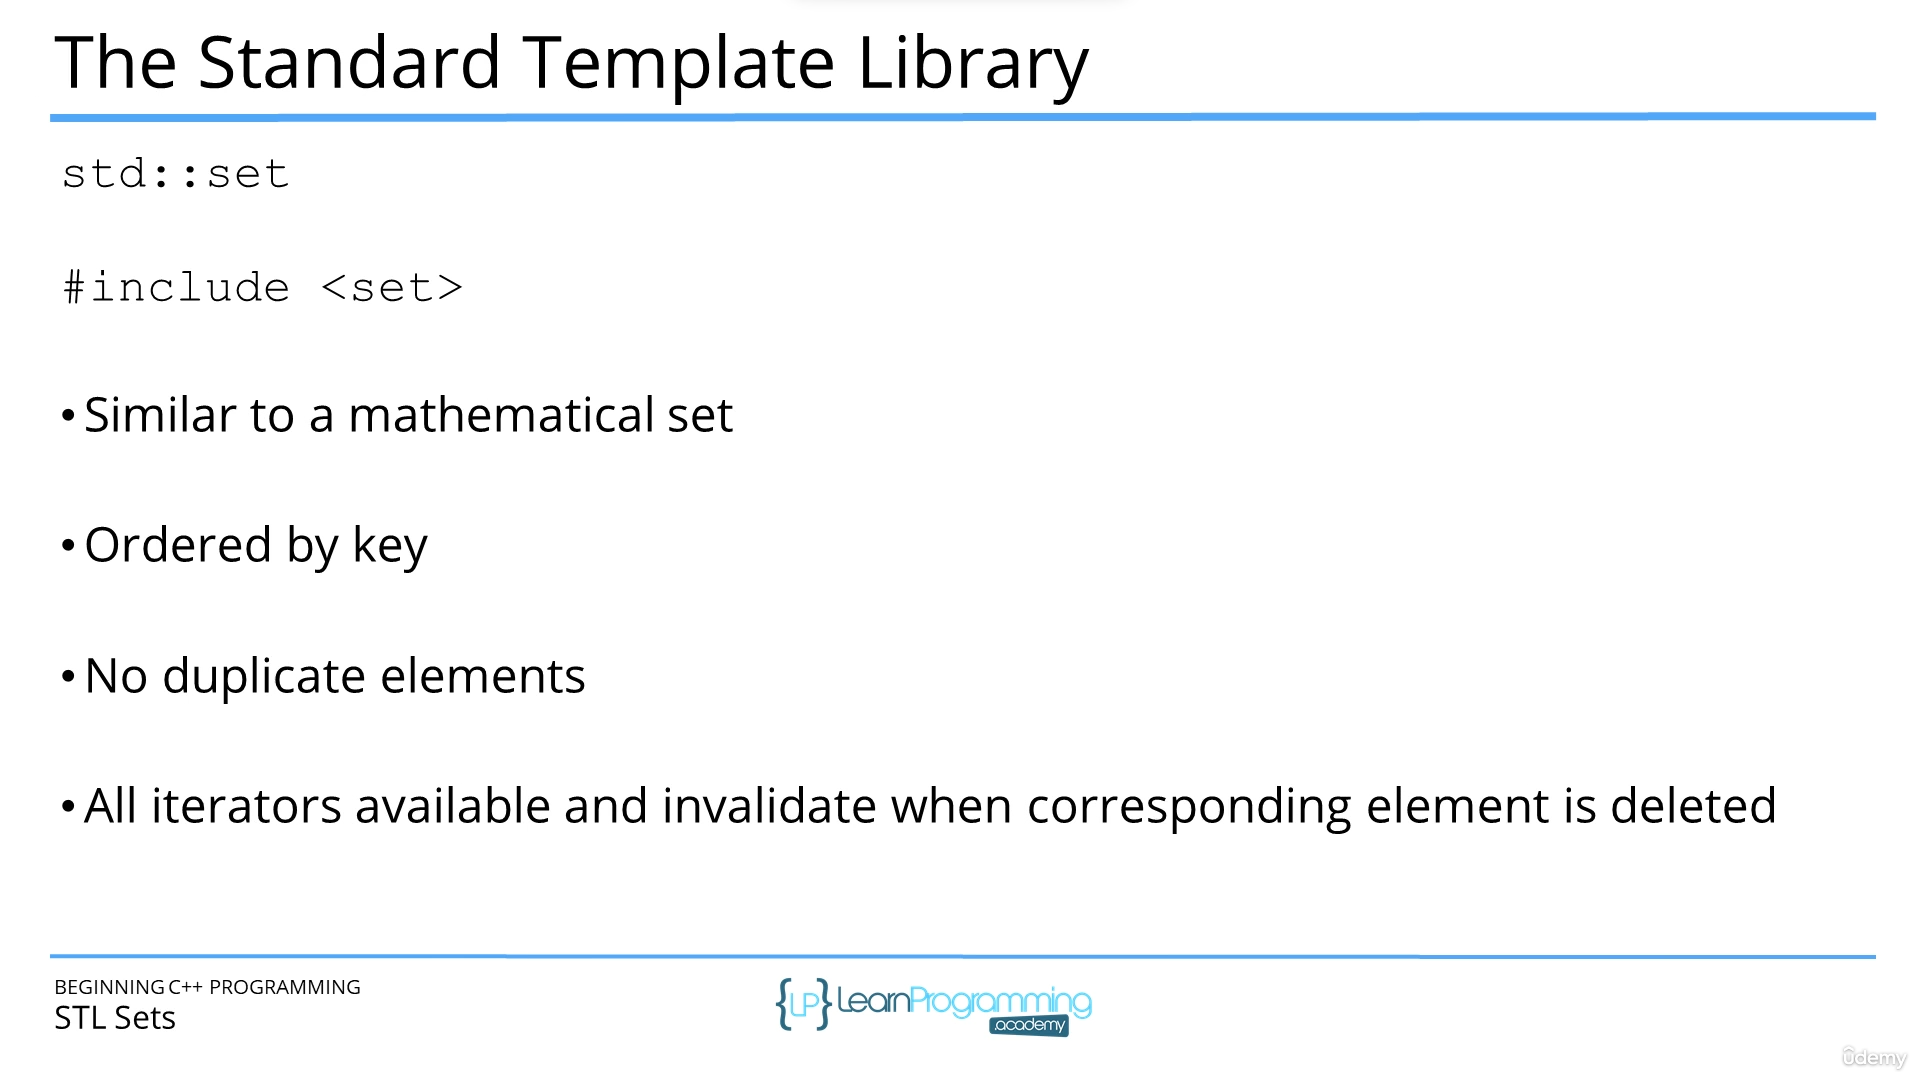 The Standard Template Library
std::set
#include <set>
• Similar to a mathematical set
• Ordered by key
• No duplicate elements
• All iterators available and invalidate when corresponding element is deleted
BEGINNING C++ PROGRAMMING
STL Sets
{LP} LearnProgramming
.academy
ûdemy